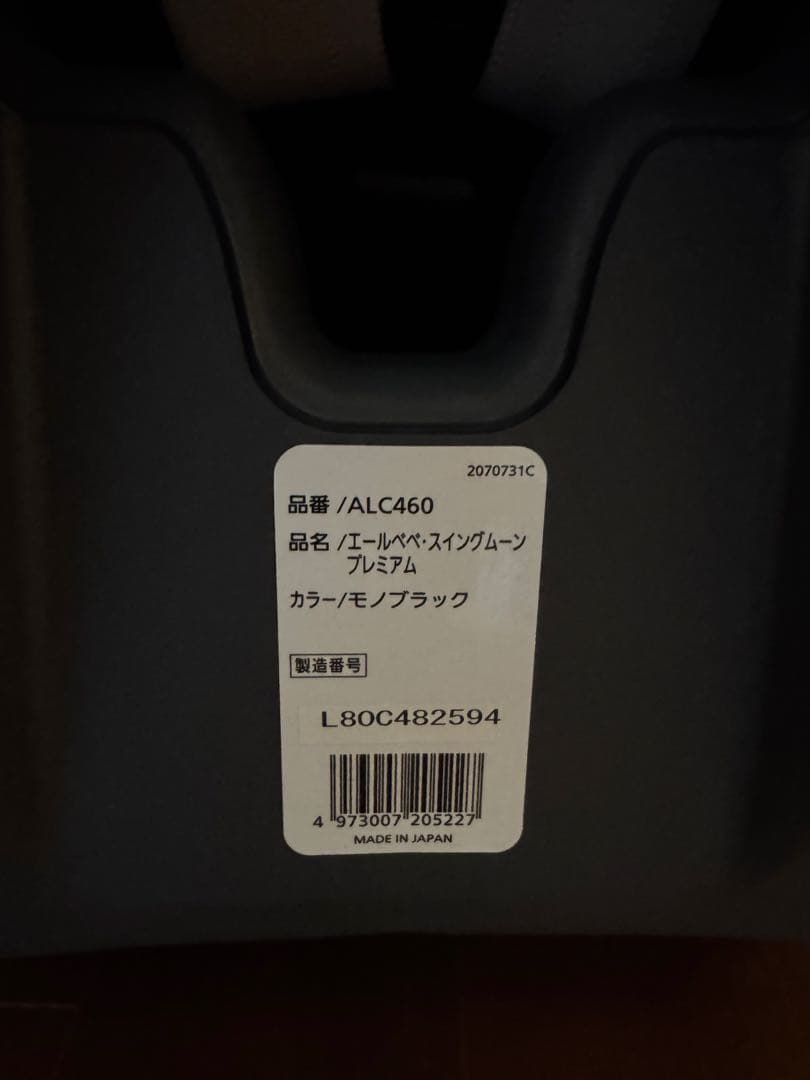 2070731C
品番 /ALC460
品名 /エールベベ・スイングムーン
プレミアム
カラー/モノブラック
製造番号
L80C482594
4 973007 205227
MADE IN JAPAN